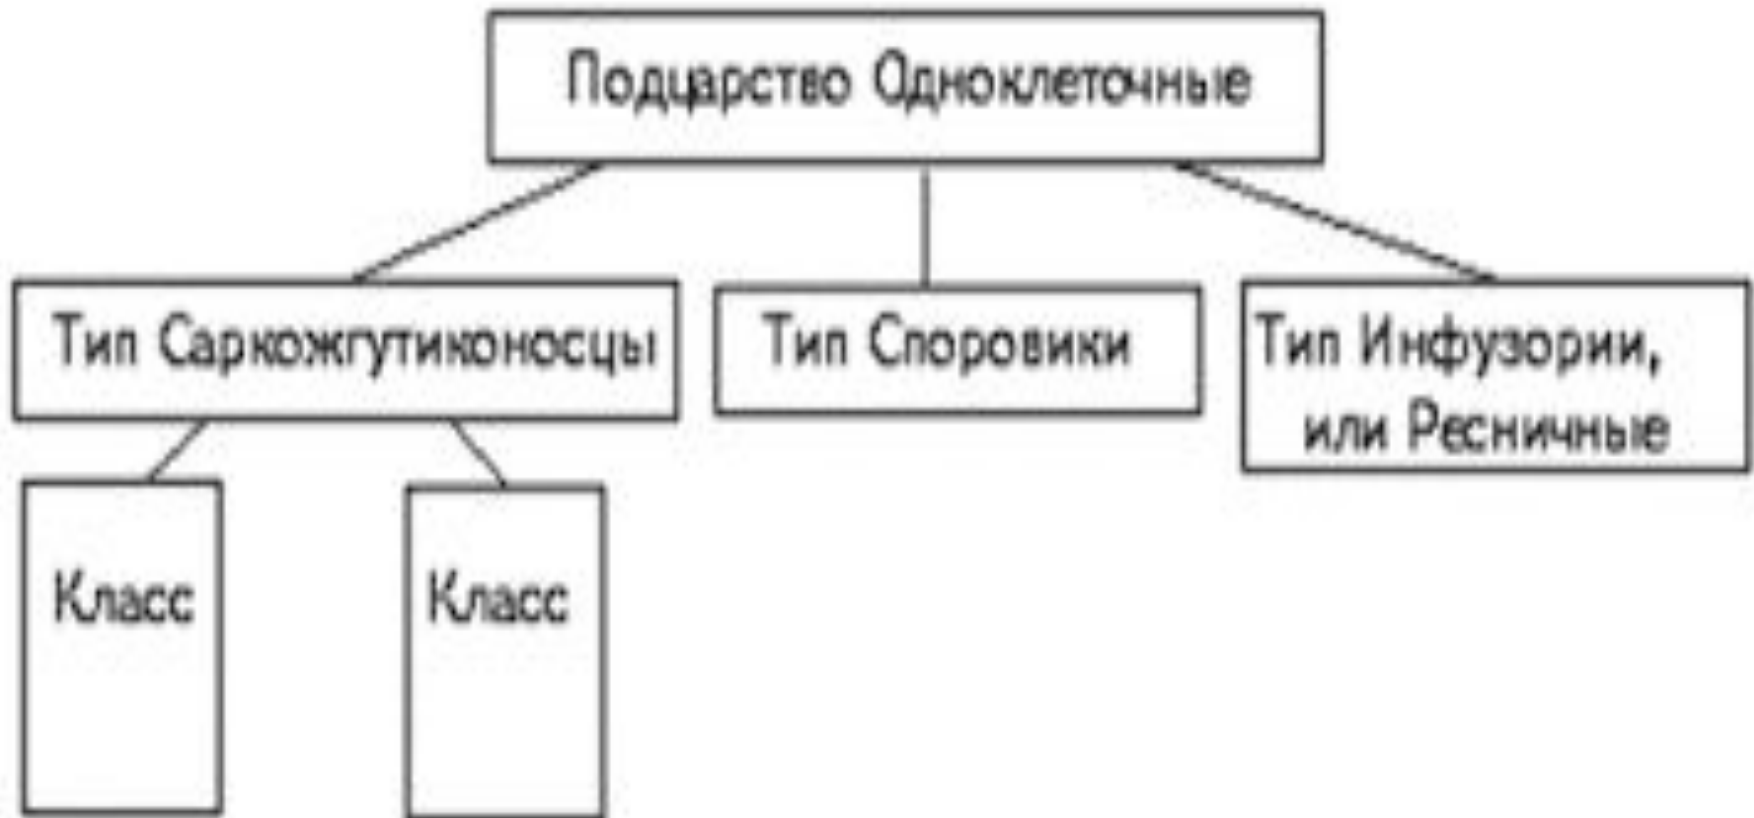 Подцарство Одноклеточные
Тип Саркожгутиконосцы
Тип Споровики
Тип Инфузории,
или Ресничные
Класс
Класс